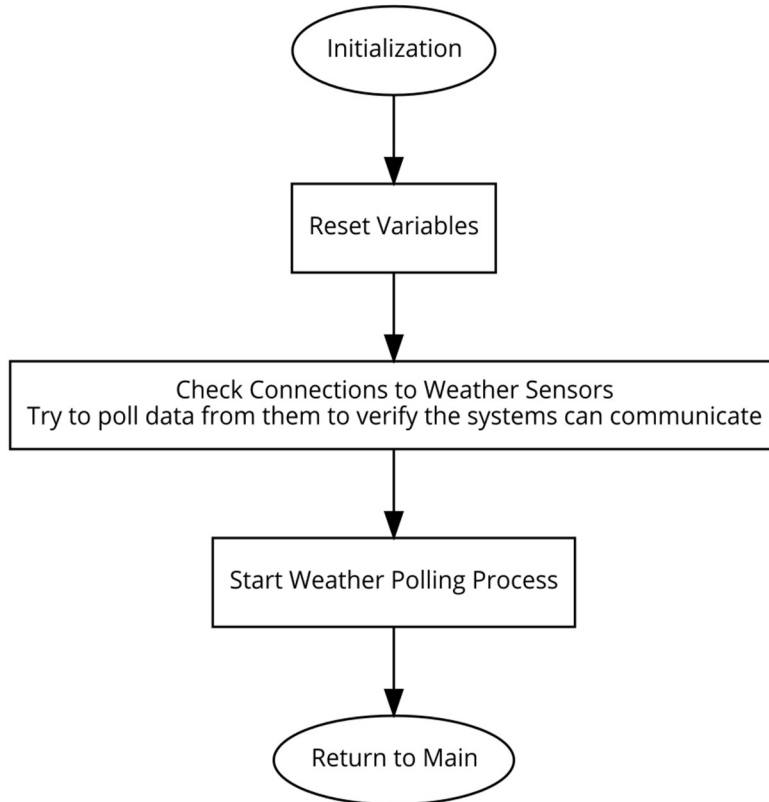 Initialization
Reset Variables
Check Connections to Weather Sensors
Try to poll data from them to verify the systems can communicate
Start Weather Polling Process
Return to Main